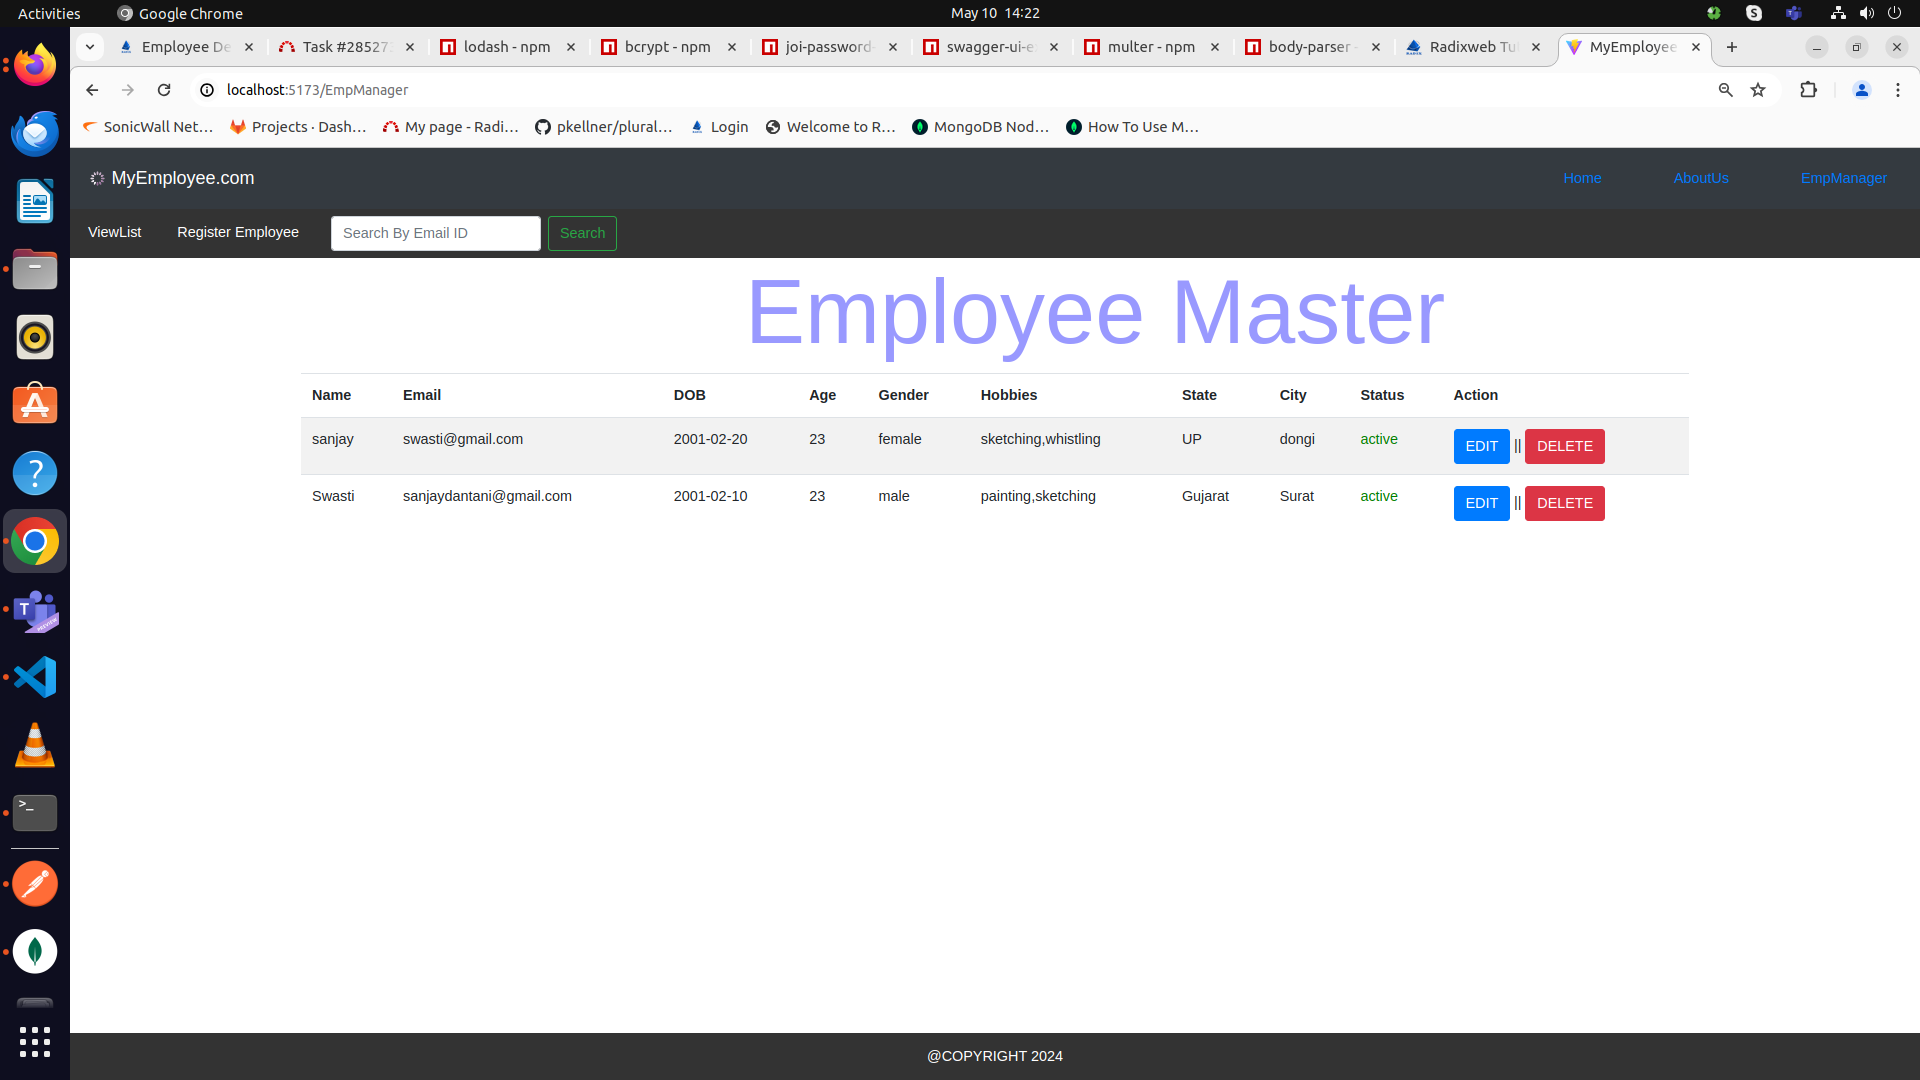 Activities Google Chrome May 10 14:22
Employee De Task #28527 lodash - npm bcrypt - npm joi-password- swagger-ui-e multer - npm body-parser - Radixweb Tu MyEmployee
localhost:5173/EmpManager
SonicWall Net… Projects · Dash… My page - Radi… pkellner/plural… Login Welcome to R… MongoDB Nod… How To Use M…
MyEmployee.com Home AboutUs EmpManager
ViewList Register Employee Search By Email ID Search
Employee Master
Name Email DOB Age Gender Hobbies State City Status Action
sanjay swasti@gmail.com 2001-02-20 23 female sketching,whistling UP dongi active EDIT || DELETE
Swasti sanjaydantani@gmail.com 2001-02-10 23 male painting,sketching Gujarat Surat active EDIT || DELETE
@COPYRIGHT 2024